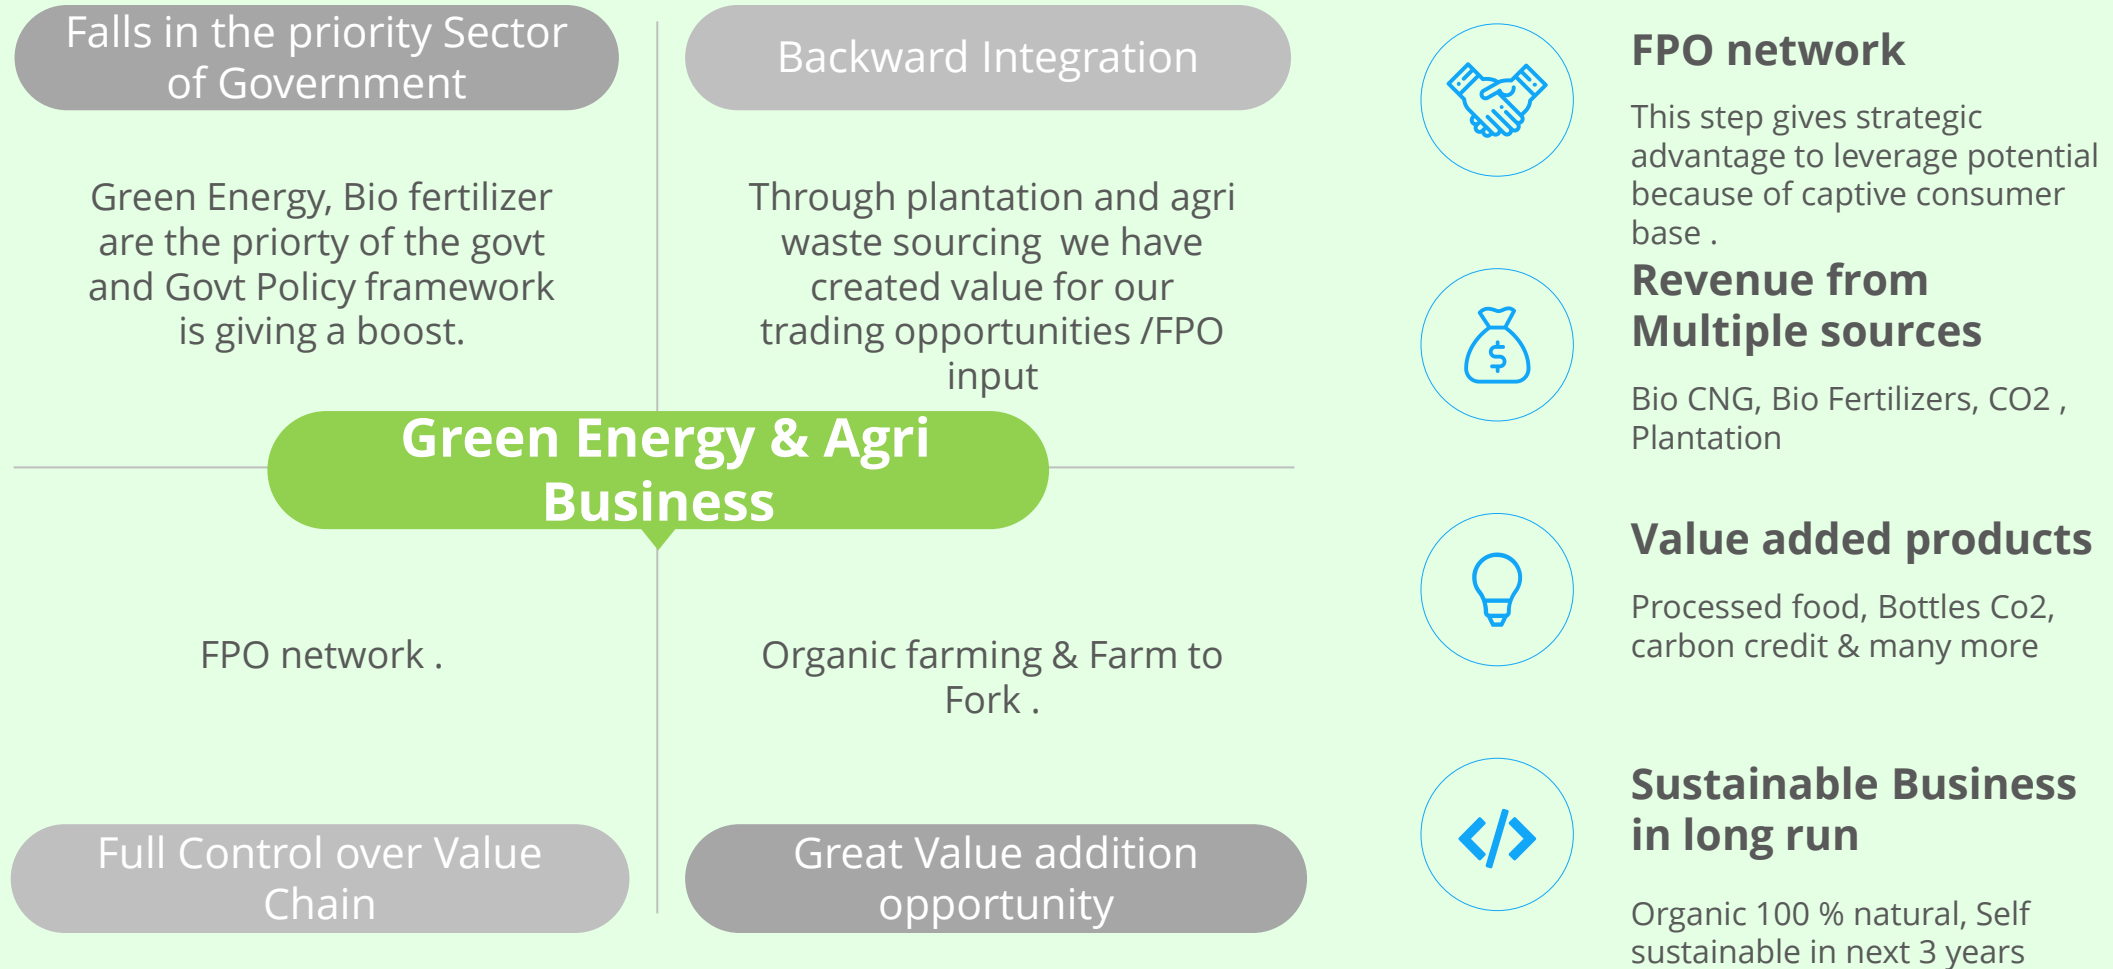 Falls in the priority Sector
of Government
Green Energy, Bio fertilizer
are the priorty of the govt
and Govt Policy framework
is giving a boost.
Backward Integration
Through plantation and agri
waste sourcing  we have
created value for our
trading opportunities /FPO
input
Green Energy & Agri
Business
FPO network .
Full Control over Value
Chain
Organic farming & Farm to
Fork .
Great Value addition
opportunity
FPO network
This step gives strategic
advantage to leverage potential
because of captive consumer
base .
Revenue from
Multiple sources
Bio CNG, Bio Fertilizers, CO2 ,
Plantation
$
Value added products
Processed food, Bottles Co2,
carbon credit & many more
Sustainable Business
in long run
</>
Organic 100 % natural, Self
sustainable in next 3 years